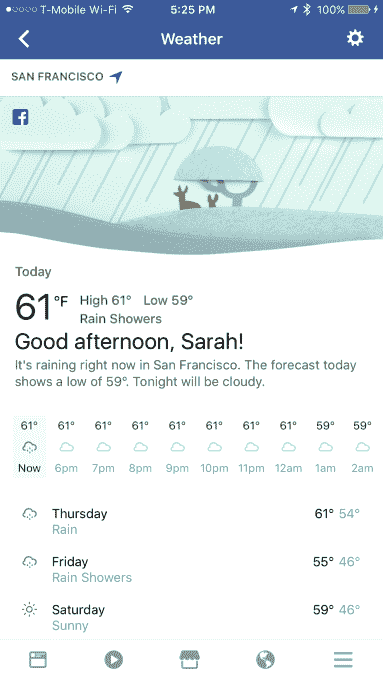 T-Mobile Wi-Fi 5:25 PM 100%
Weather
SAN FRANCISCO
f
Today
61°F High 61° Low 59°
Rain Showers
Good afternoon, Sarah!
It's raining right now in San Francisco. The forecast today
shows a low of 59°. Tonight will be cloudy.
61° 61° 61° 61° 61° 61° 61° 61° 59° 59°
Now 6pm 7pm 8pm 9pm 10pm 11pm 12am 1am 2am
Thursday 61° 54°
Rain
Friday 55° 46°
Rain Showers
Saturday 59° 46°
Sunny